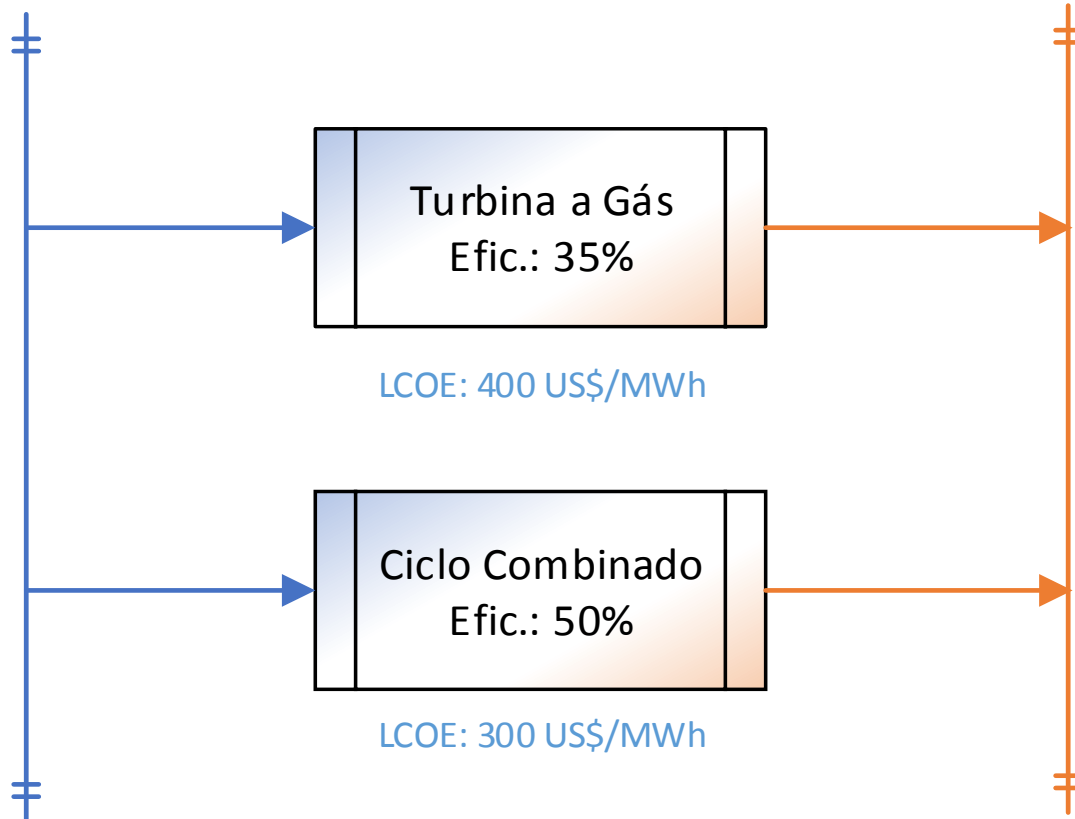 Turbina a Gás
Efic.: 35%
LCOE: 400 US$/MWh
Ciclo Combinado
Efic.: 50%
LCOE: 300 US$/MWh